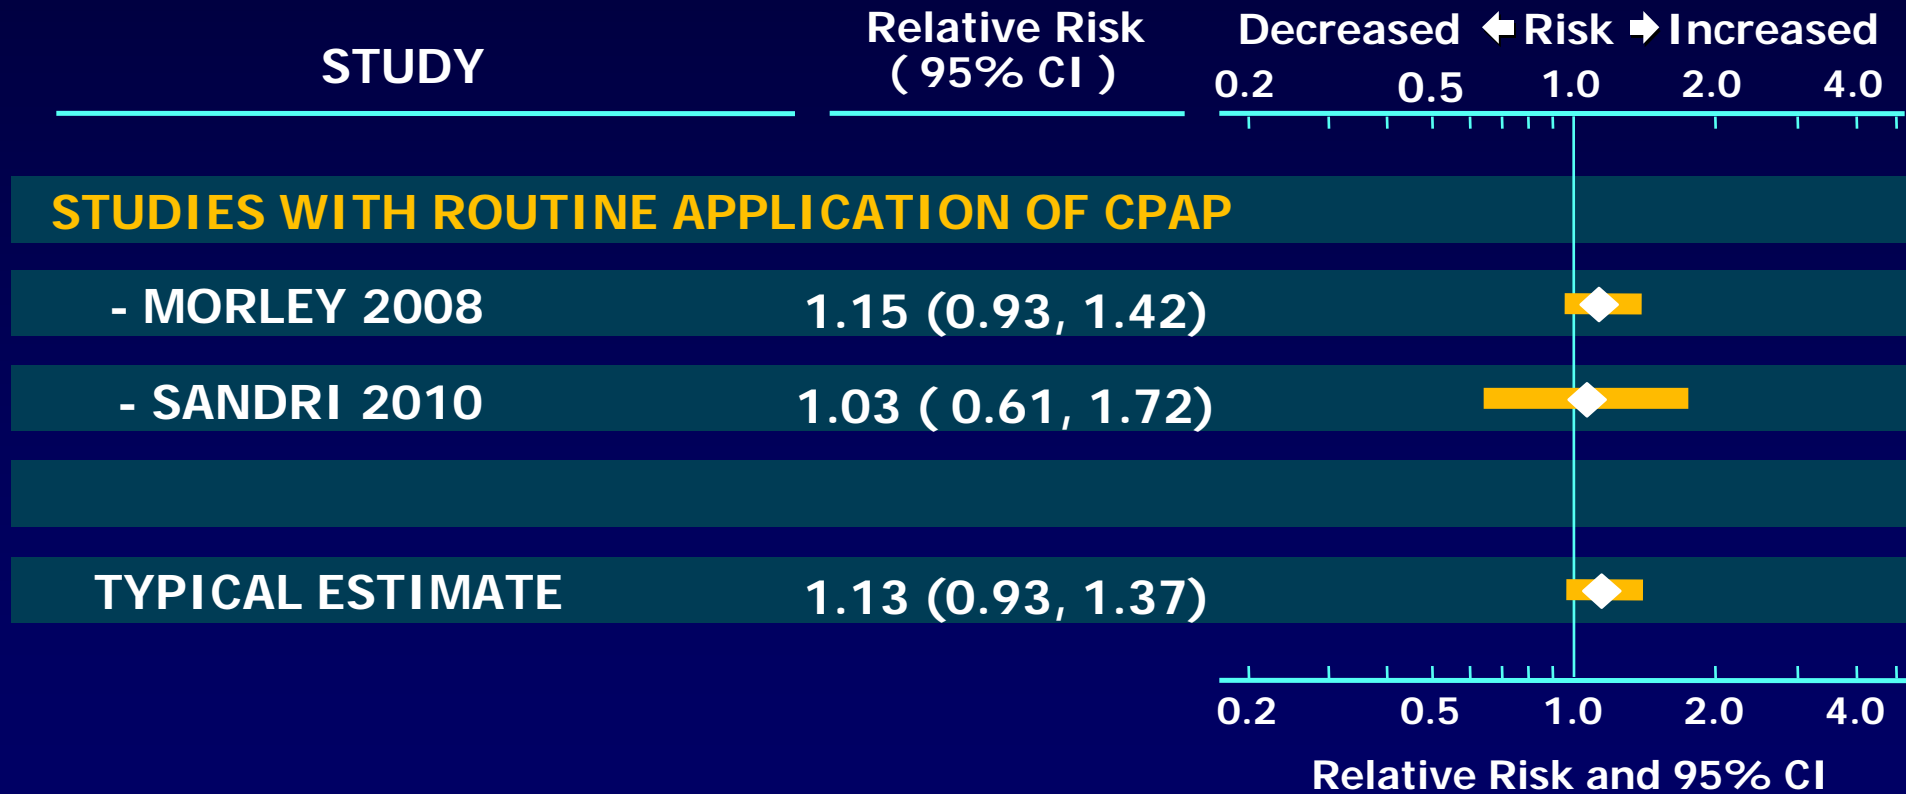 STUDY
Relative Risk
( 95% CI )
Decreased Risk Increased
0.2 0.5 1.0 2.0 4.0
STUDIES WITH ROUTINE APPLICATION OF CPAP
- MORLEY 2008 1.15 (0.93, 1.42)
- SANDRI 2010 1.03 ( 0.61, 1.72)
TYPICAL ESTIMATE 1.13 (0.93, 1.37)
0.2 0.5 1.0 2.0 4.0
Relative Risk and 95% CI